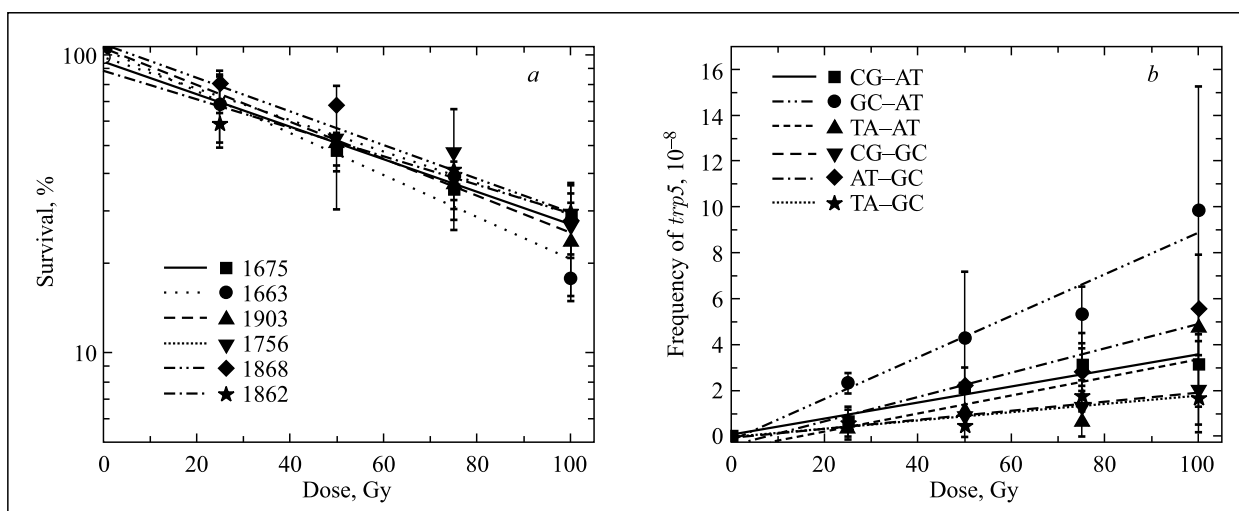 a
100
10
Survival, %
0 20 40 60 80 100
Dose, Gy
1675
1663
1903
1756
1868
1862
b
16
14
12
10
8
6
4
2
0
Frequency of trp5, 10⁻⁸
0 20 40 60 80 100
Dose, Gy
CG–AT
GC–AT
TA–AT
CG–GC
AT–GC
TA–GC